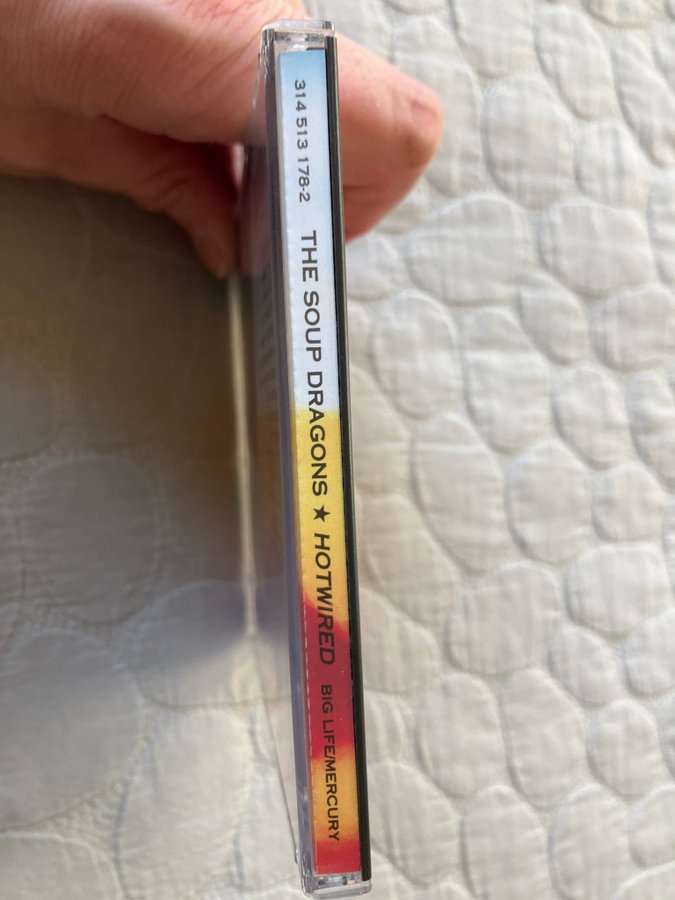 314 513 178-2 THE SOUP DRAGONS ★ HOTWIRED BIG LIFE/MERCURY